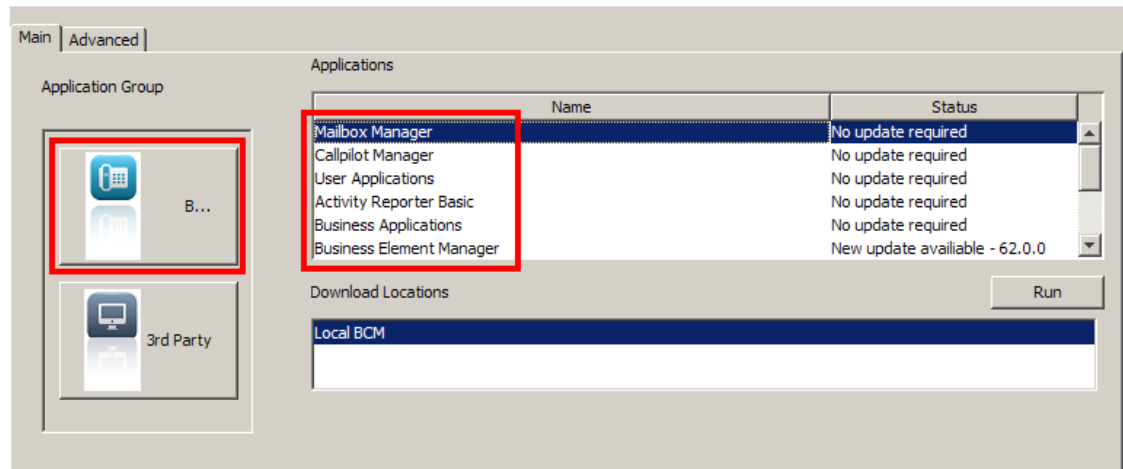 Main Advanced
Application Group
Applications
Name Status
Mailbox Manager No update required
Callpilot Manager No update required
User Applications No update required
Activity Reporter Basic No update required
Business Applications No update required
Business Element Manager New update availiable - 62.0.0
B...
3rd Party
Download Locations
Run
Local BCM